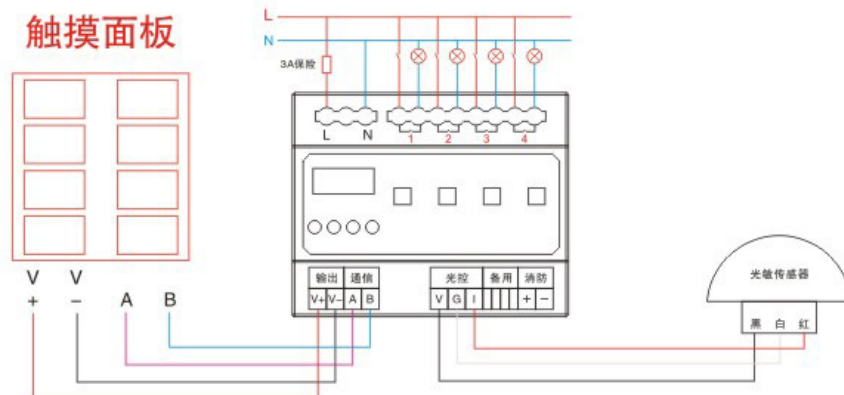 触摸面板
L
N
3A保险
L N 1 2 3 4
输出 通信 光控 备用 消防
V+ V- A B V G I + -
V V
+ - A B
光敏传感器
黑 白 红